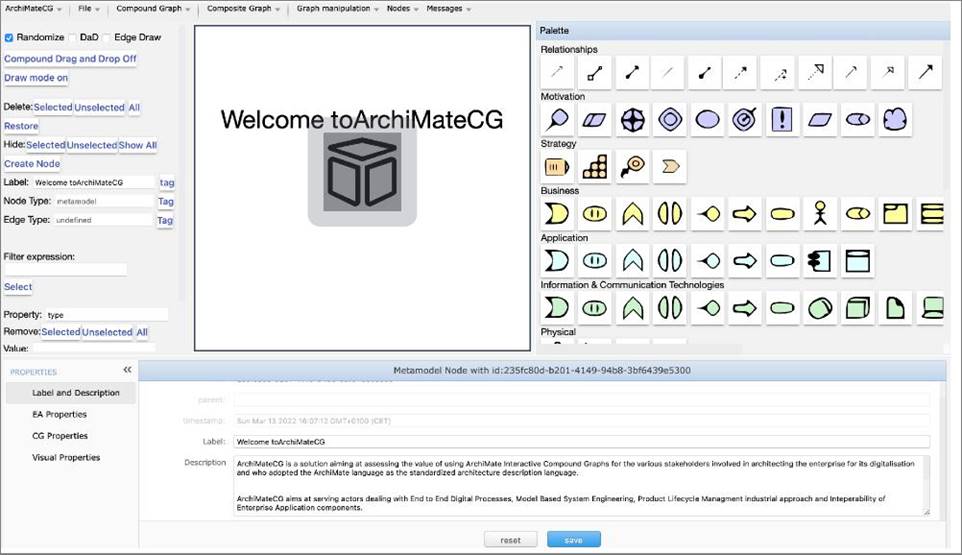 ArchiMateCG File Compound Graph Composite Graph Graph manipulation Nodes Messages
Randomize DaD Edge Draw
Compound Drag and Drop Off
Draw mode on
Delete: Selected Unselected All
Restore
Hide: Selected Unselected Show All
Create Node
Label: Welcome toArchiMateCG tag
Node Type: metamodel Tag
Edge Type: undefined Tag
Filter expression:
Select
Property: type
Remove: Selected Unselected All
Value:
Welcome toArchiMateCG
Palette
Relationships
Motivation
Strategy
Business
Application
Information & Communication Technologies
Physical
PROPERTIES
Label and Description
EA Properties
CG Properties
Visual Properties
Metamodel Node with id:235fc80d-b201-4149-94b8-3bf6439e5300
parent:
timestamp: Sun Mar 13 2022 16:07:12 GMT+0100 (CET)
Label: Welcome toArchiMateCG
Description
ArchiMateCG is a solution aiming at assessing the value of using ArchiMate Interactive Compound Graphs for the various stakeholders involved in architecting the enterprise for its digitalisation
and who adopted the ArchiMate language as the standardized architecture description language.
ArchiMateCG aims at serving actors dealing with End to End Digital Processes, Model Based System Engineering, Product Lifecycle Managment industrial approach and Inteperability of
Enterprise Application components.
reset save